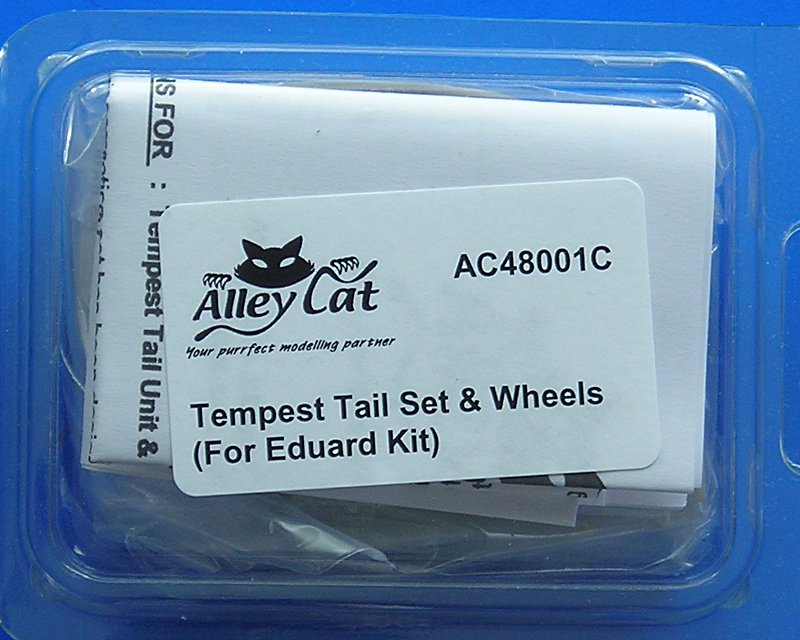 AC48001C
Alley Cat
Your purrfect modelling partner
Tempest Tail Set & Wheels
(For Eduard Kit)
NS FOR : Tempest Tail Unit &